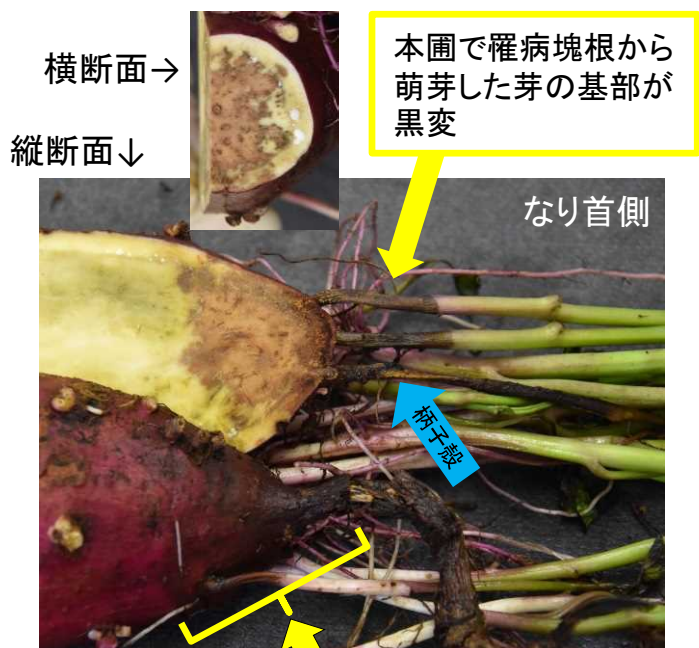 横断面→
本圃で罹病塊根から
萌芽した芽の基部が
黒変
縦断面↓
なり首側
柄子殻